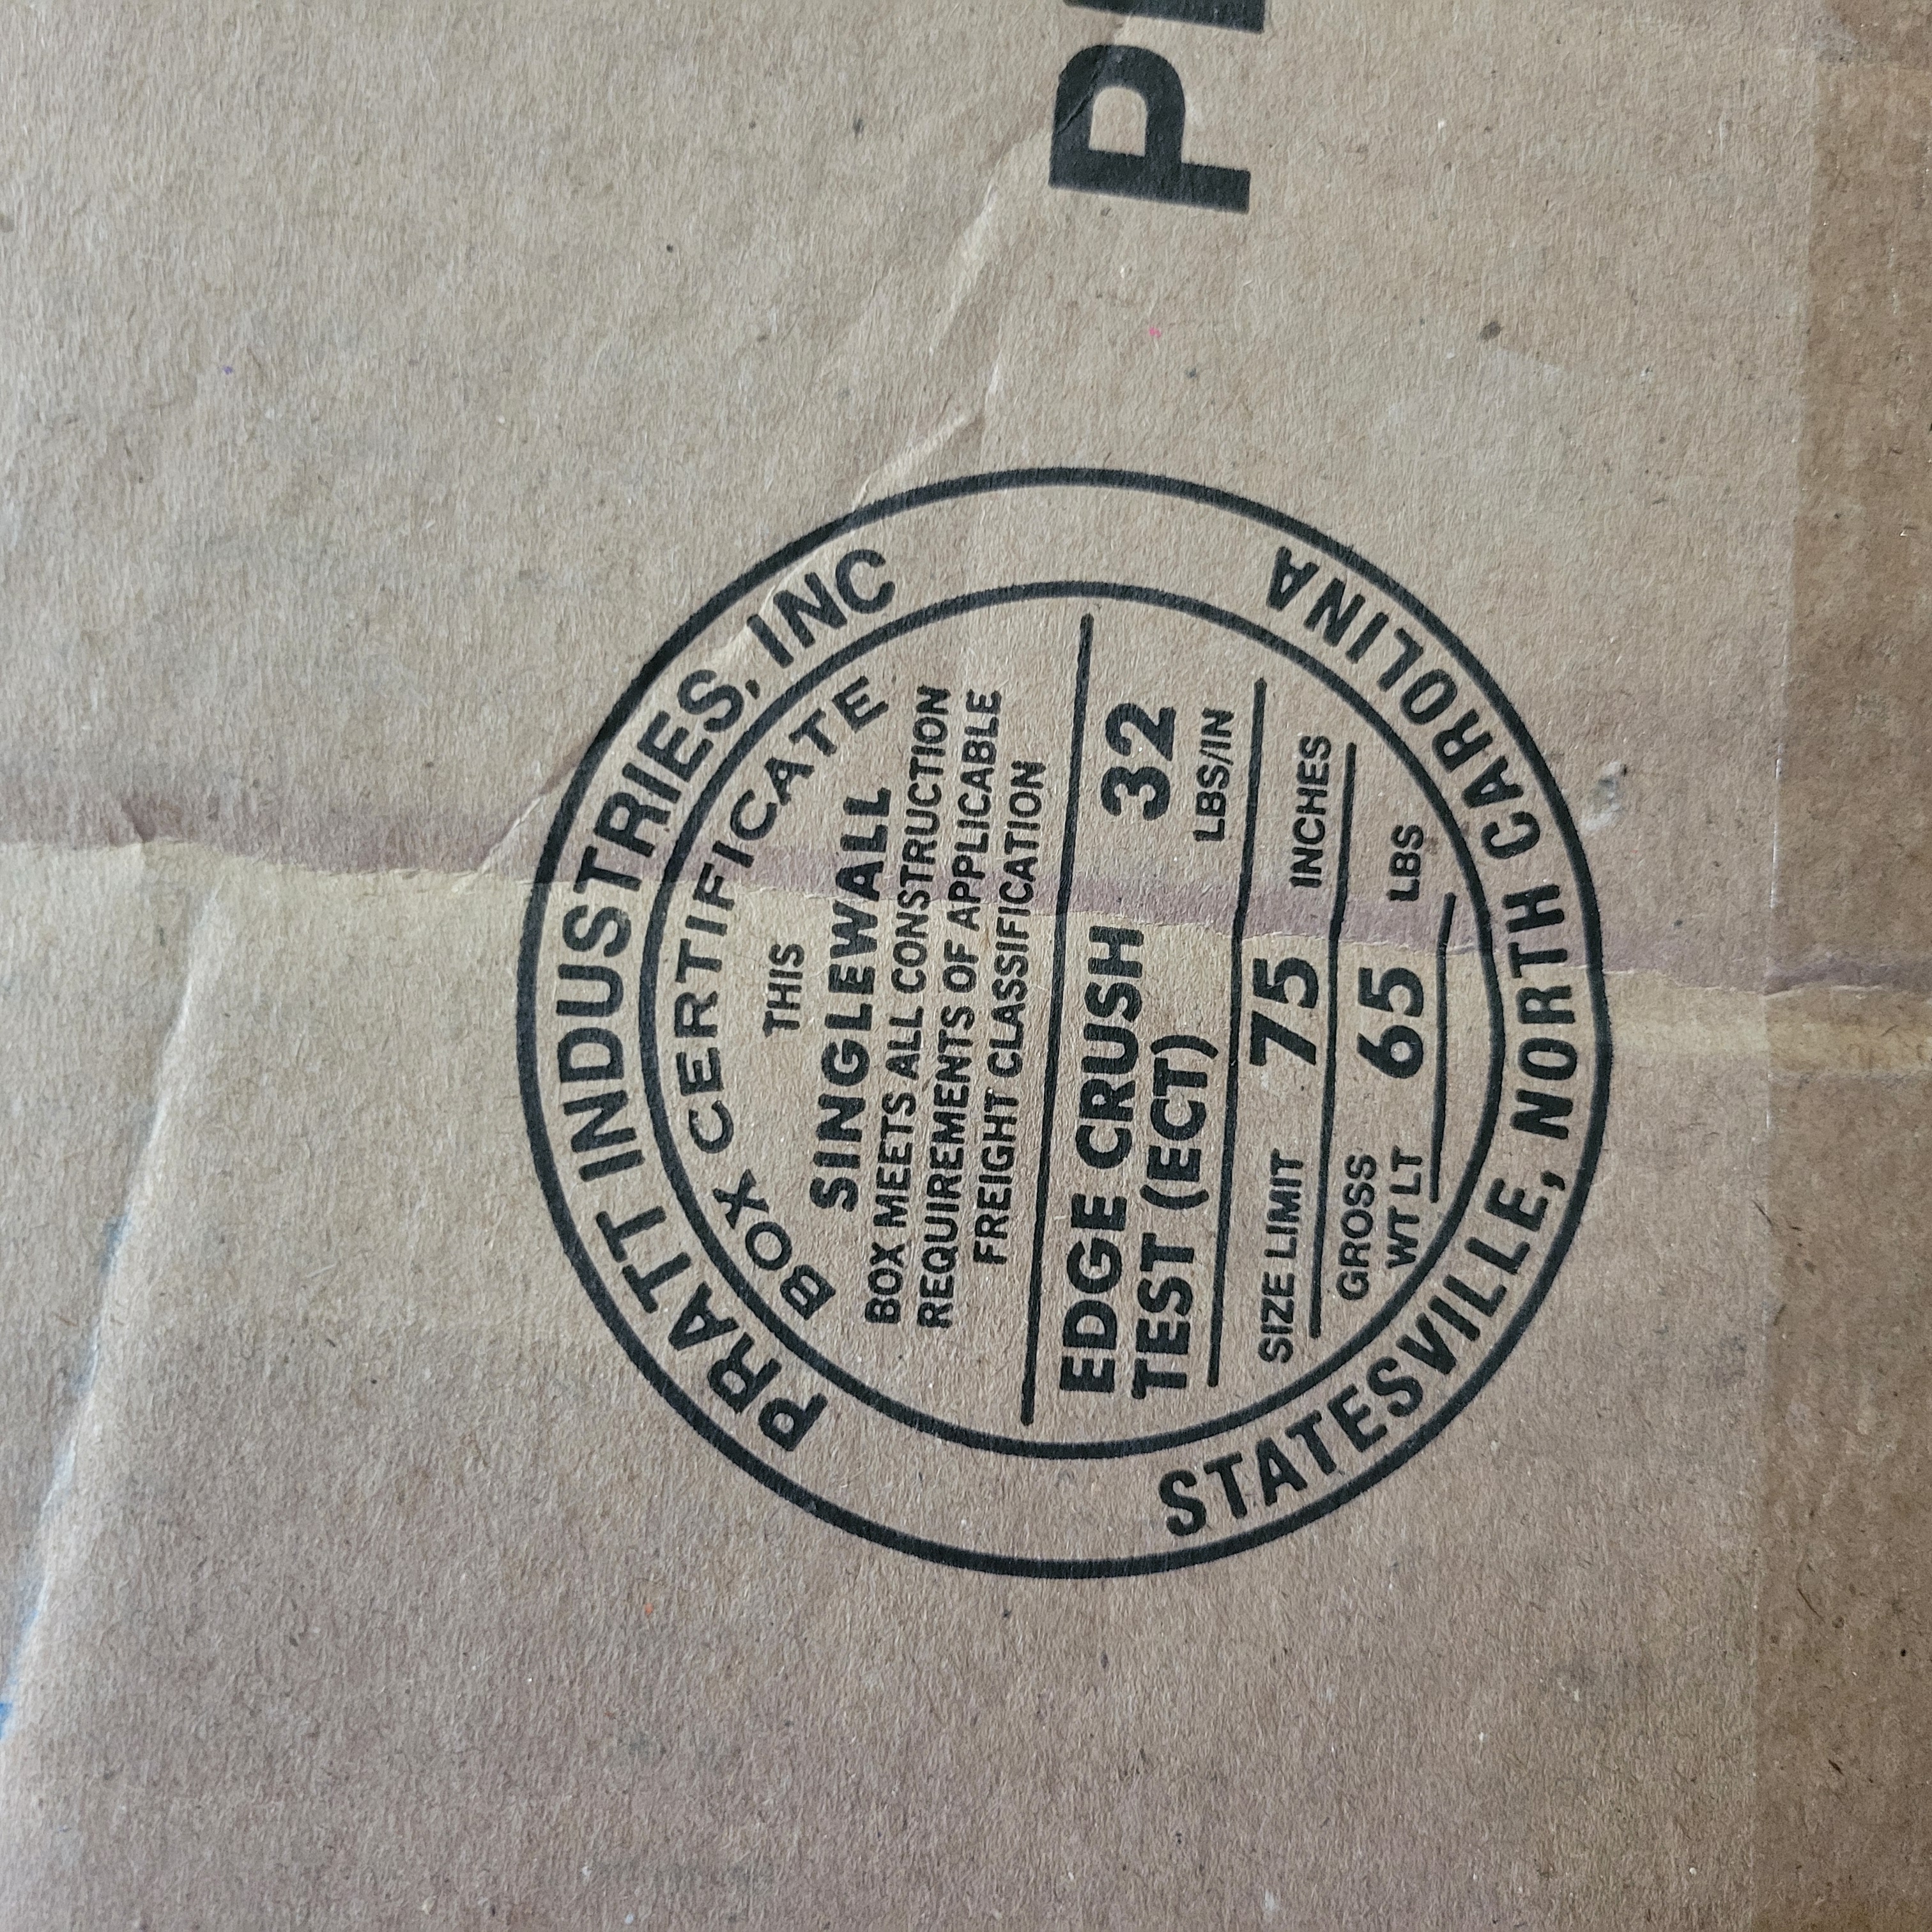 PRATT INDUSTRIES, INC
BOX CERTIFICATE
THIS
SINGLEWALL
BOX MEETS ALL CONSTRUCTION
REQUIREMENTS OF APPLICABLE
FREIGHT CLASSIFICATION
EDGE CRUSH
TEST (ECT)
32
LBS/IN
SIZE LIMIT 75 INCHES
GROSS
WT LT 65 LBS
STATESVILLE, NORTH CAROLINA